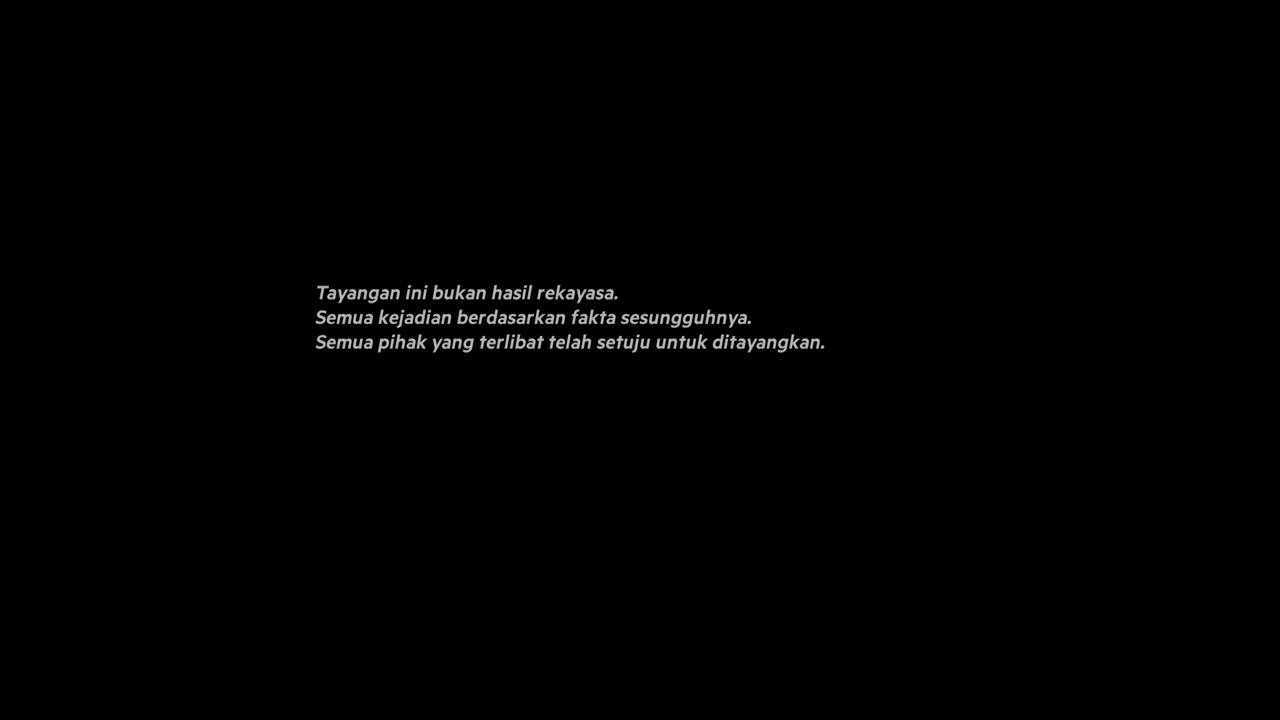 Tayangan ini bukan hasil rekayasa.
Semua kejadian berdasarkan fakta sesungguhnya.
Semua pihak yang terlibat telah setuju untuk ditayangkan.